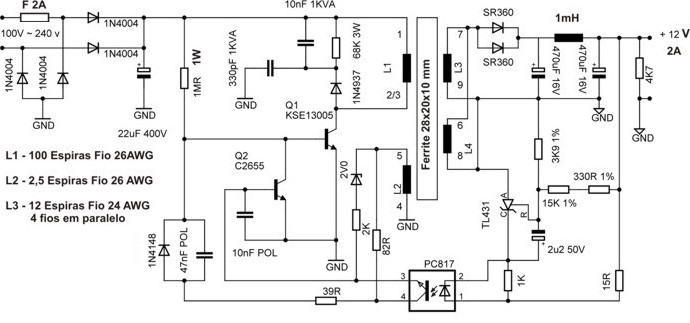 F 2A
100V ~ 240 v
1N4004
1N4004
1N4004
1N4004
GND
22uF 400V
1W
1MR
10nF 1KVA
330pF 1KVA
GND
68K 3W
1N4937
Q1
KSE13005
Q2
C2655
10nF POL
GND
1N4148
47nF POL
2V0
2K
82R
39R
1
L1
2/3
5
L2
4
GND
Ferrite 28x20x10 mm
7
L3
9
6
L4
8
SR360
SR360
1mH
470uF 16V
470uF 16V
+ 12 V
2A
4K7
GND
3K9 1%
330R 1%
15K 1%
TL431
C
A
R
2u2 50V
1K
15R
PC817
3
4
2
1
L1 - 100 Espiras Fio 26AWG
L2 - 2,5 Espiras Fio 26 AWG
L3 - 12 Espiras Fio 24 AWG
4 fios em paralelo